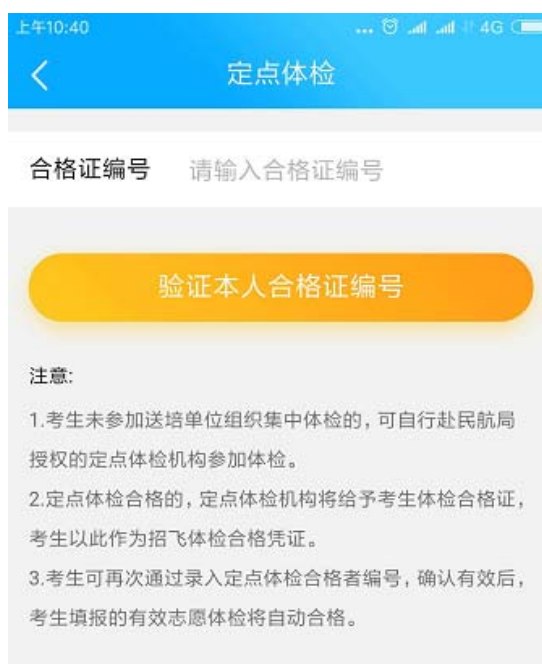 上午10:40 ... 4G
定点体检
合格证编号 请输入合格证编号
验证本人合格证编号
注意:
1.考生未参加送培单位组织集中体检的，可自行赴民航局
授权的定点体检机构参加体检。
2.定点体检合格的，定点体检机构将给予考生体检合格证，
考生以此作为招飞体检合格凭证。
3.考生可再次通过录入定点体检合格者编号，确认有效后，
考生填报的有效志愿体检将自动合格。